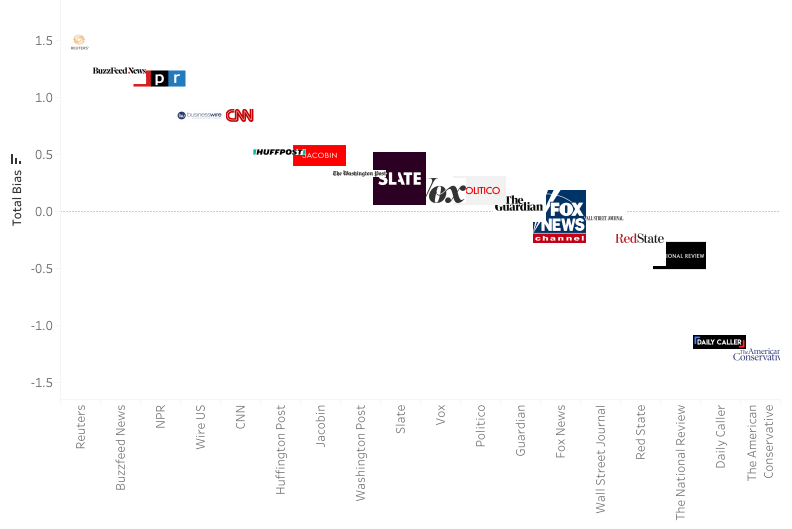 1.5
REUTERS
BuzzFeed News
p r
1.0
businesswire
CNN
0.5
HUFFPOST
JACOBIN
The Washington Post
SLATE
Vox
POLITICO
The
Guardian
0.0
FOX
NEWS
channel
WALL STREET JOURNAL
RedState
-0.5
IONAL REVIEW
-1.0
DAILY CALLER
The American
Conservativ
-1.5
Total Bias
Reuters
Buzzfeed News
NPR
Wire US
CNN
Huffington Post
Jacobin
Washington Post
Slate
Vox
Politico
Guardian
Fox News
Wall Street Journal
Red State
The National Review
Daily Caller
The American
Conservative